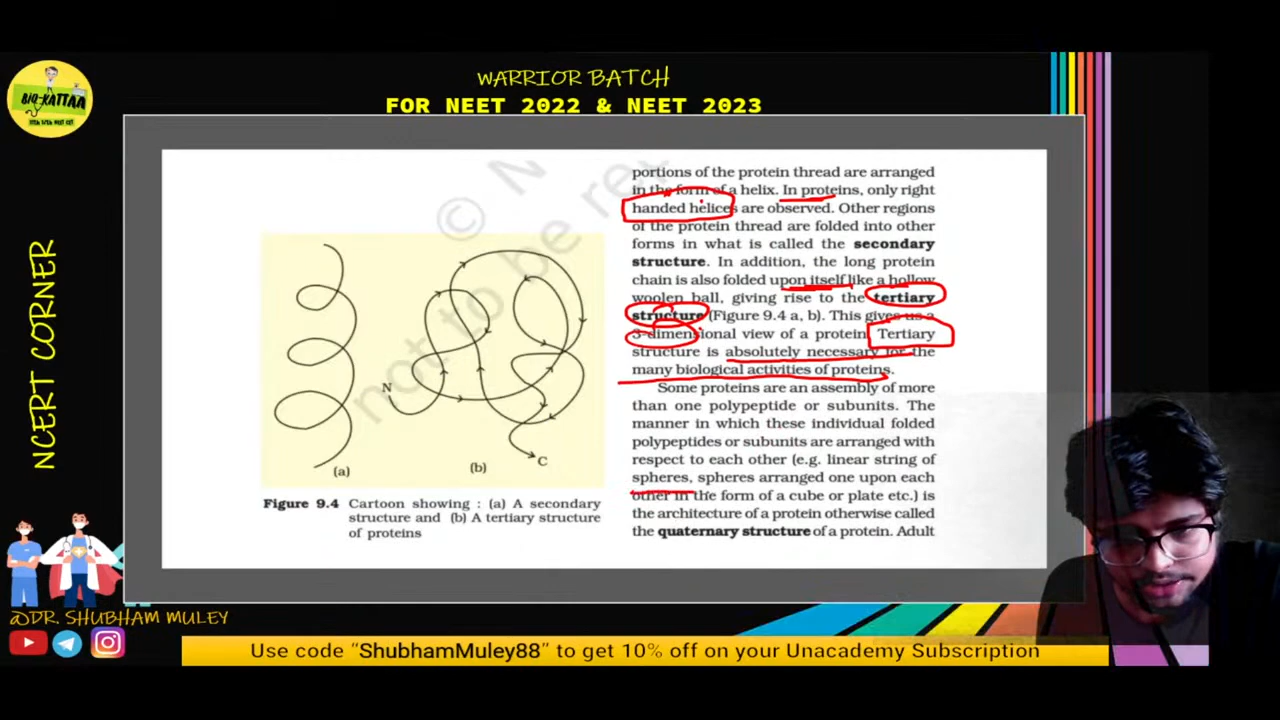 WARRIOR BATCH
FOR NEET 2022 & NEET 2023
BIO-KATTAA
NCERT CORNER
© N
not to be re
portions of the protein thread are arranged
in the form of a helix. In proteins, only right
handed helices are observed. Other regions
of the protein thread are folded into other
forms in what is called the secondary
structure. In addition, the long protein
chain is also folded upon itself like a hollow
woolen ball, giving rise to the tertiary
structure (Figure 9.4 a, b). This gives us a
3-dimensional view of a protein. Tertiary
structure is absolutely necessary for the
many biological activities of proteins.
Some proteins are an assembly of more
than one polypeptide or subunits. The
manner in which these individual folded
polypeptides or subunits are arranged with
respect to each other (e.g. linear string of
spheres, spheres arranged one upon each
other in the form of a cube or plate etc.) is
the architecture of a protein otherwise called
the quaternary structure of a protein. Adult
N
C
(a)
(b)
Figure 9.4 Cartoon showing : (a) A secondary
structure and (b) A tertiary structure
of proteins
@DR. SHUBHAM MULEY
Use code “ShubhamMuley88” to get 10% off on your Unacademy Subscription